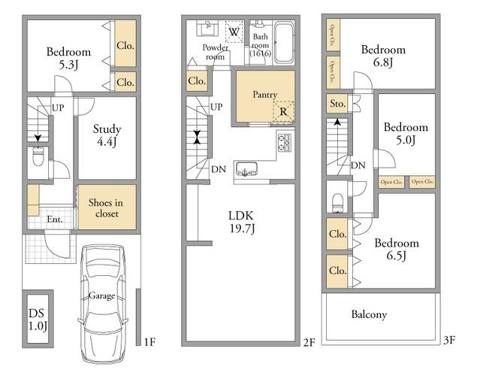 Bedroom
5.3J
Clo.
Clo.
UP
Study
4.4J
Ent.
Shoes in
closet
Garage
DS
1.0J
1F
Powder
room
W
Bath
room
(1616)
Clo.
Pantry
R
UP
DN
LDK
19.7J
2F
Open Clo.
Open Clo.
Bedroom
6.8J
Sto.
Bedroom
5.0J
DN
Open Clo.
Open Clo.
Clo.
Clo.
Bedroom
6.5J
Balcony
3F